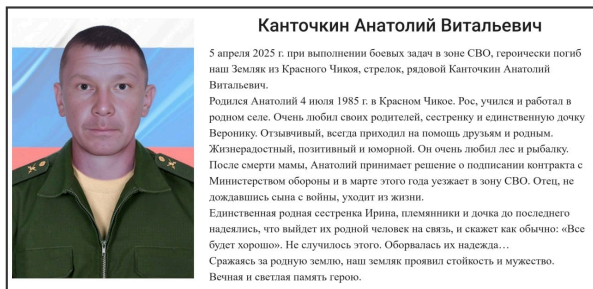 Канточкин Анатолий Витальевич
5 апреля 2025 г. при выполнении боевых задач в зоне СВО, героически погиб
наш Земляк из Красного Чикоя, стрелок, рядовой Канточкин Анатолий
Витальевич.
Родился Анатолий 4 июля 1985 г. в Красном Чикое. Рос, учился и работал в
родном селе. Очень любил своих родителей, сестренку и единственную дочку
Веронику. Отзывчивый, всегда приходил на помощь друзьям и родным.
Жизнерадостный, позитивный и юморной. Он очень любил лес и рыбалку.
После смерти мамы, Анатолий принимает решение о подписании контракта с
Министерством обороны и в марте этого года уезжает в зону СВО. Отец, не
дождавшись сына с войны, уходит из жизни.
Единственная родная сестренка Ирина, племянники и дочка до последнего
надеялись, что выйдет их родной человек на связь, и скажет как обычно: «Все
будет хорошо». Не случилось этого. Оборвалась их надежда…
Сражаясь за родную землю, наш земляк проявил стойкость и мужество.
Вечная и светлая память герою.